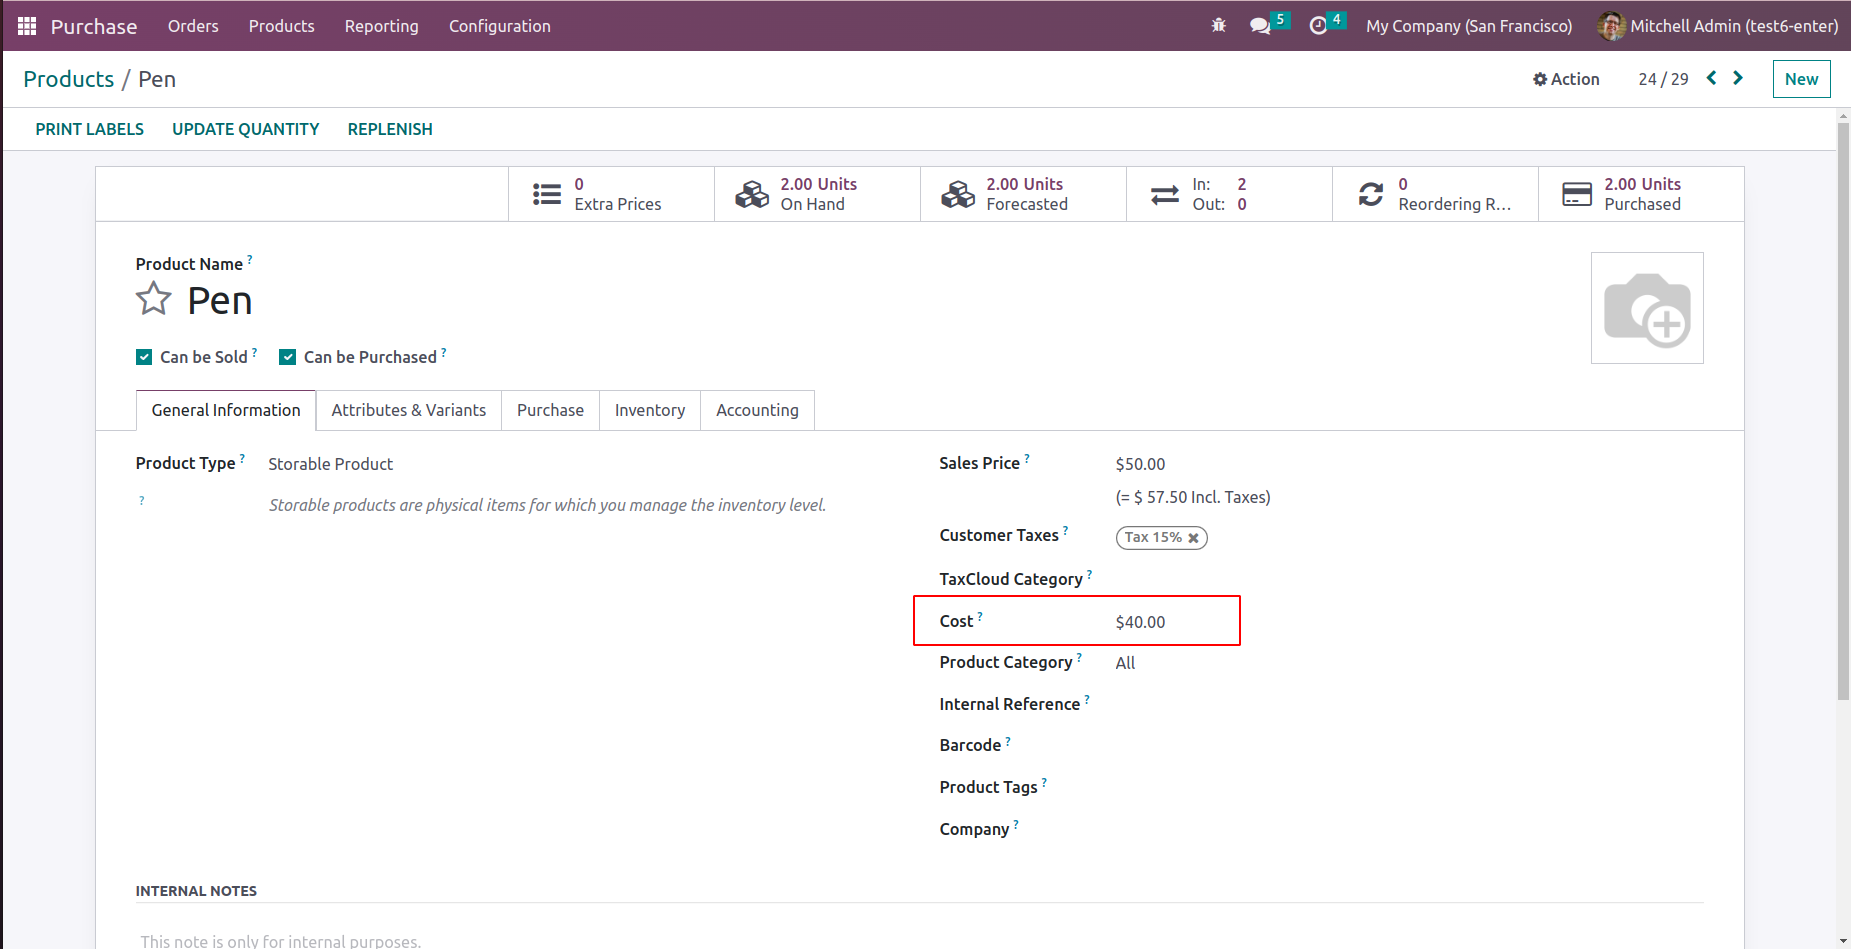 Purchase Orders Products Reporting Configuration 5 4 My Company (San Francisco) Mitchell Admin (test6-enter)
Products / Pen Action 24 / 29 New
PRINT LABELS UPDATE QUANTITY REPLENISH
0 Extra Prices
2.00 Units On Hand
2.00 Units Forecasted
In: 2
Out: 0
0 Reordering R...
2.00 Units Purchased
Product Name ?
Pen
Can be Sold ? Can be Purchased ?
General Information Attributes & Variants Purchase Inventory Accounting
Product Type ? Storable Product
? Storable products are physical items for which you manage the inventory level.
Sales Price ? $50.00
(= $ 57.50 Incl. Taxes)
Customer Taxes ? Tax 15% ✖
TaxCloud Category ?
Cost ? $40.00
Product Category ? All
Internal Reference ?
Barcode ?
Product Tags ?
Company ?
INTERNAL NOTES
This note is only for internal purposes.